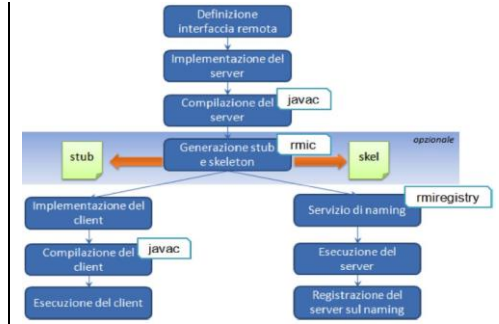 Definizione
interfaccia remota
Implementazione del
server
Compilazione del
server
javac
opzionale
stub
Generazione stub
e skeleton
rmic
skel
Implementazione del
client
Servizio di naming
rmiregistry
Compilazione del
client
javac
Esecuzione del
server
Esecuzione del client
Registrazione del
server sul naming